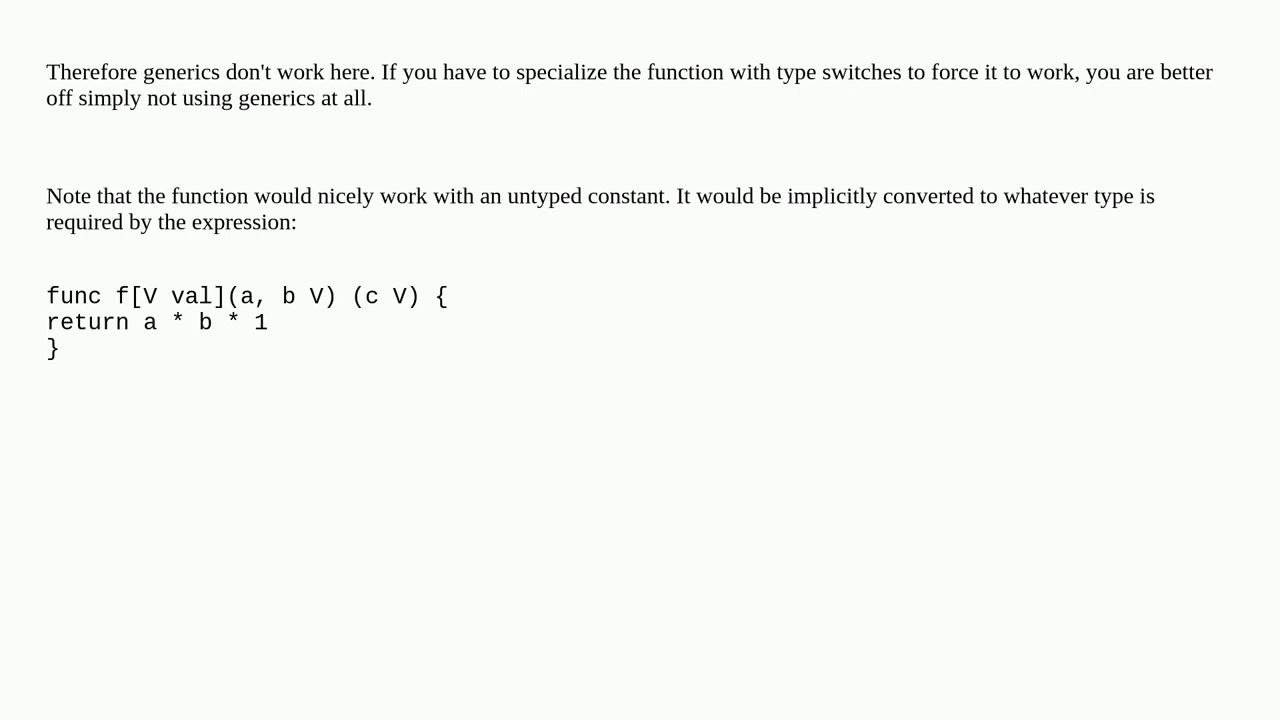 Therefore generics don't work here. If you have to specialize the function with type switches to force it to work, you are better
off simply not using generics at all.
Note that the function would nicely work with an untyped constant. It would be implicitly converted to whatever type is
required by the expression:
func f[V val](a, b V) (c V) {
return a * b * 1
}